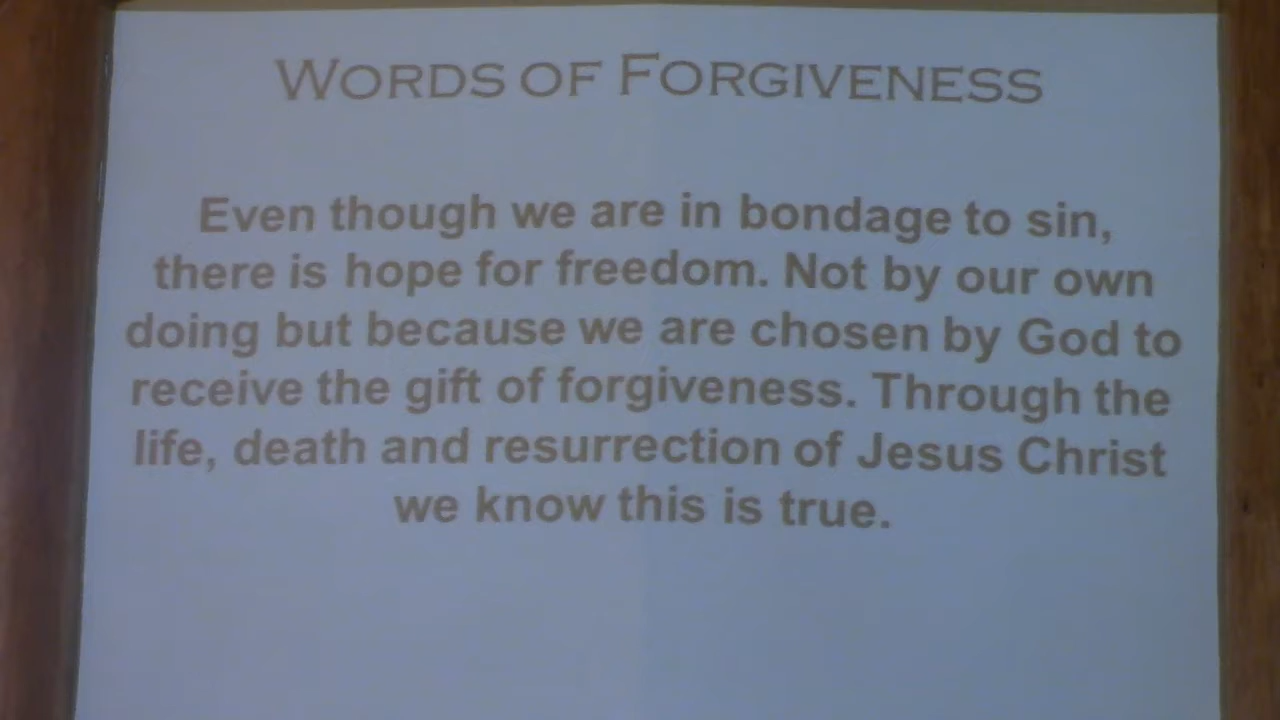 WORDS OF FORGIVENESS
Even though we are in bondage to sin,
there is hope for freedom. Not by our own
doing but because we are chosen by God to
receive the gift of forgiveness. Through the
life, death and resurrection of Jesus Christ
we know this is true.